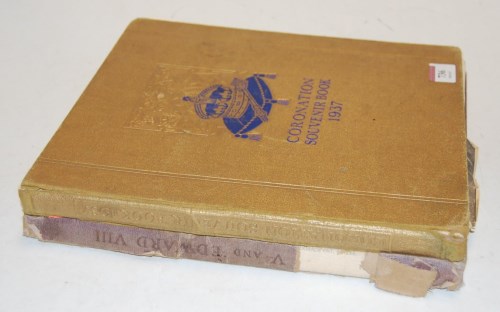 CORONATION
SOUVENIR BOOK
1937
V. AND EDWARD VIII